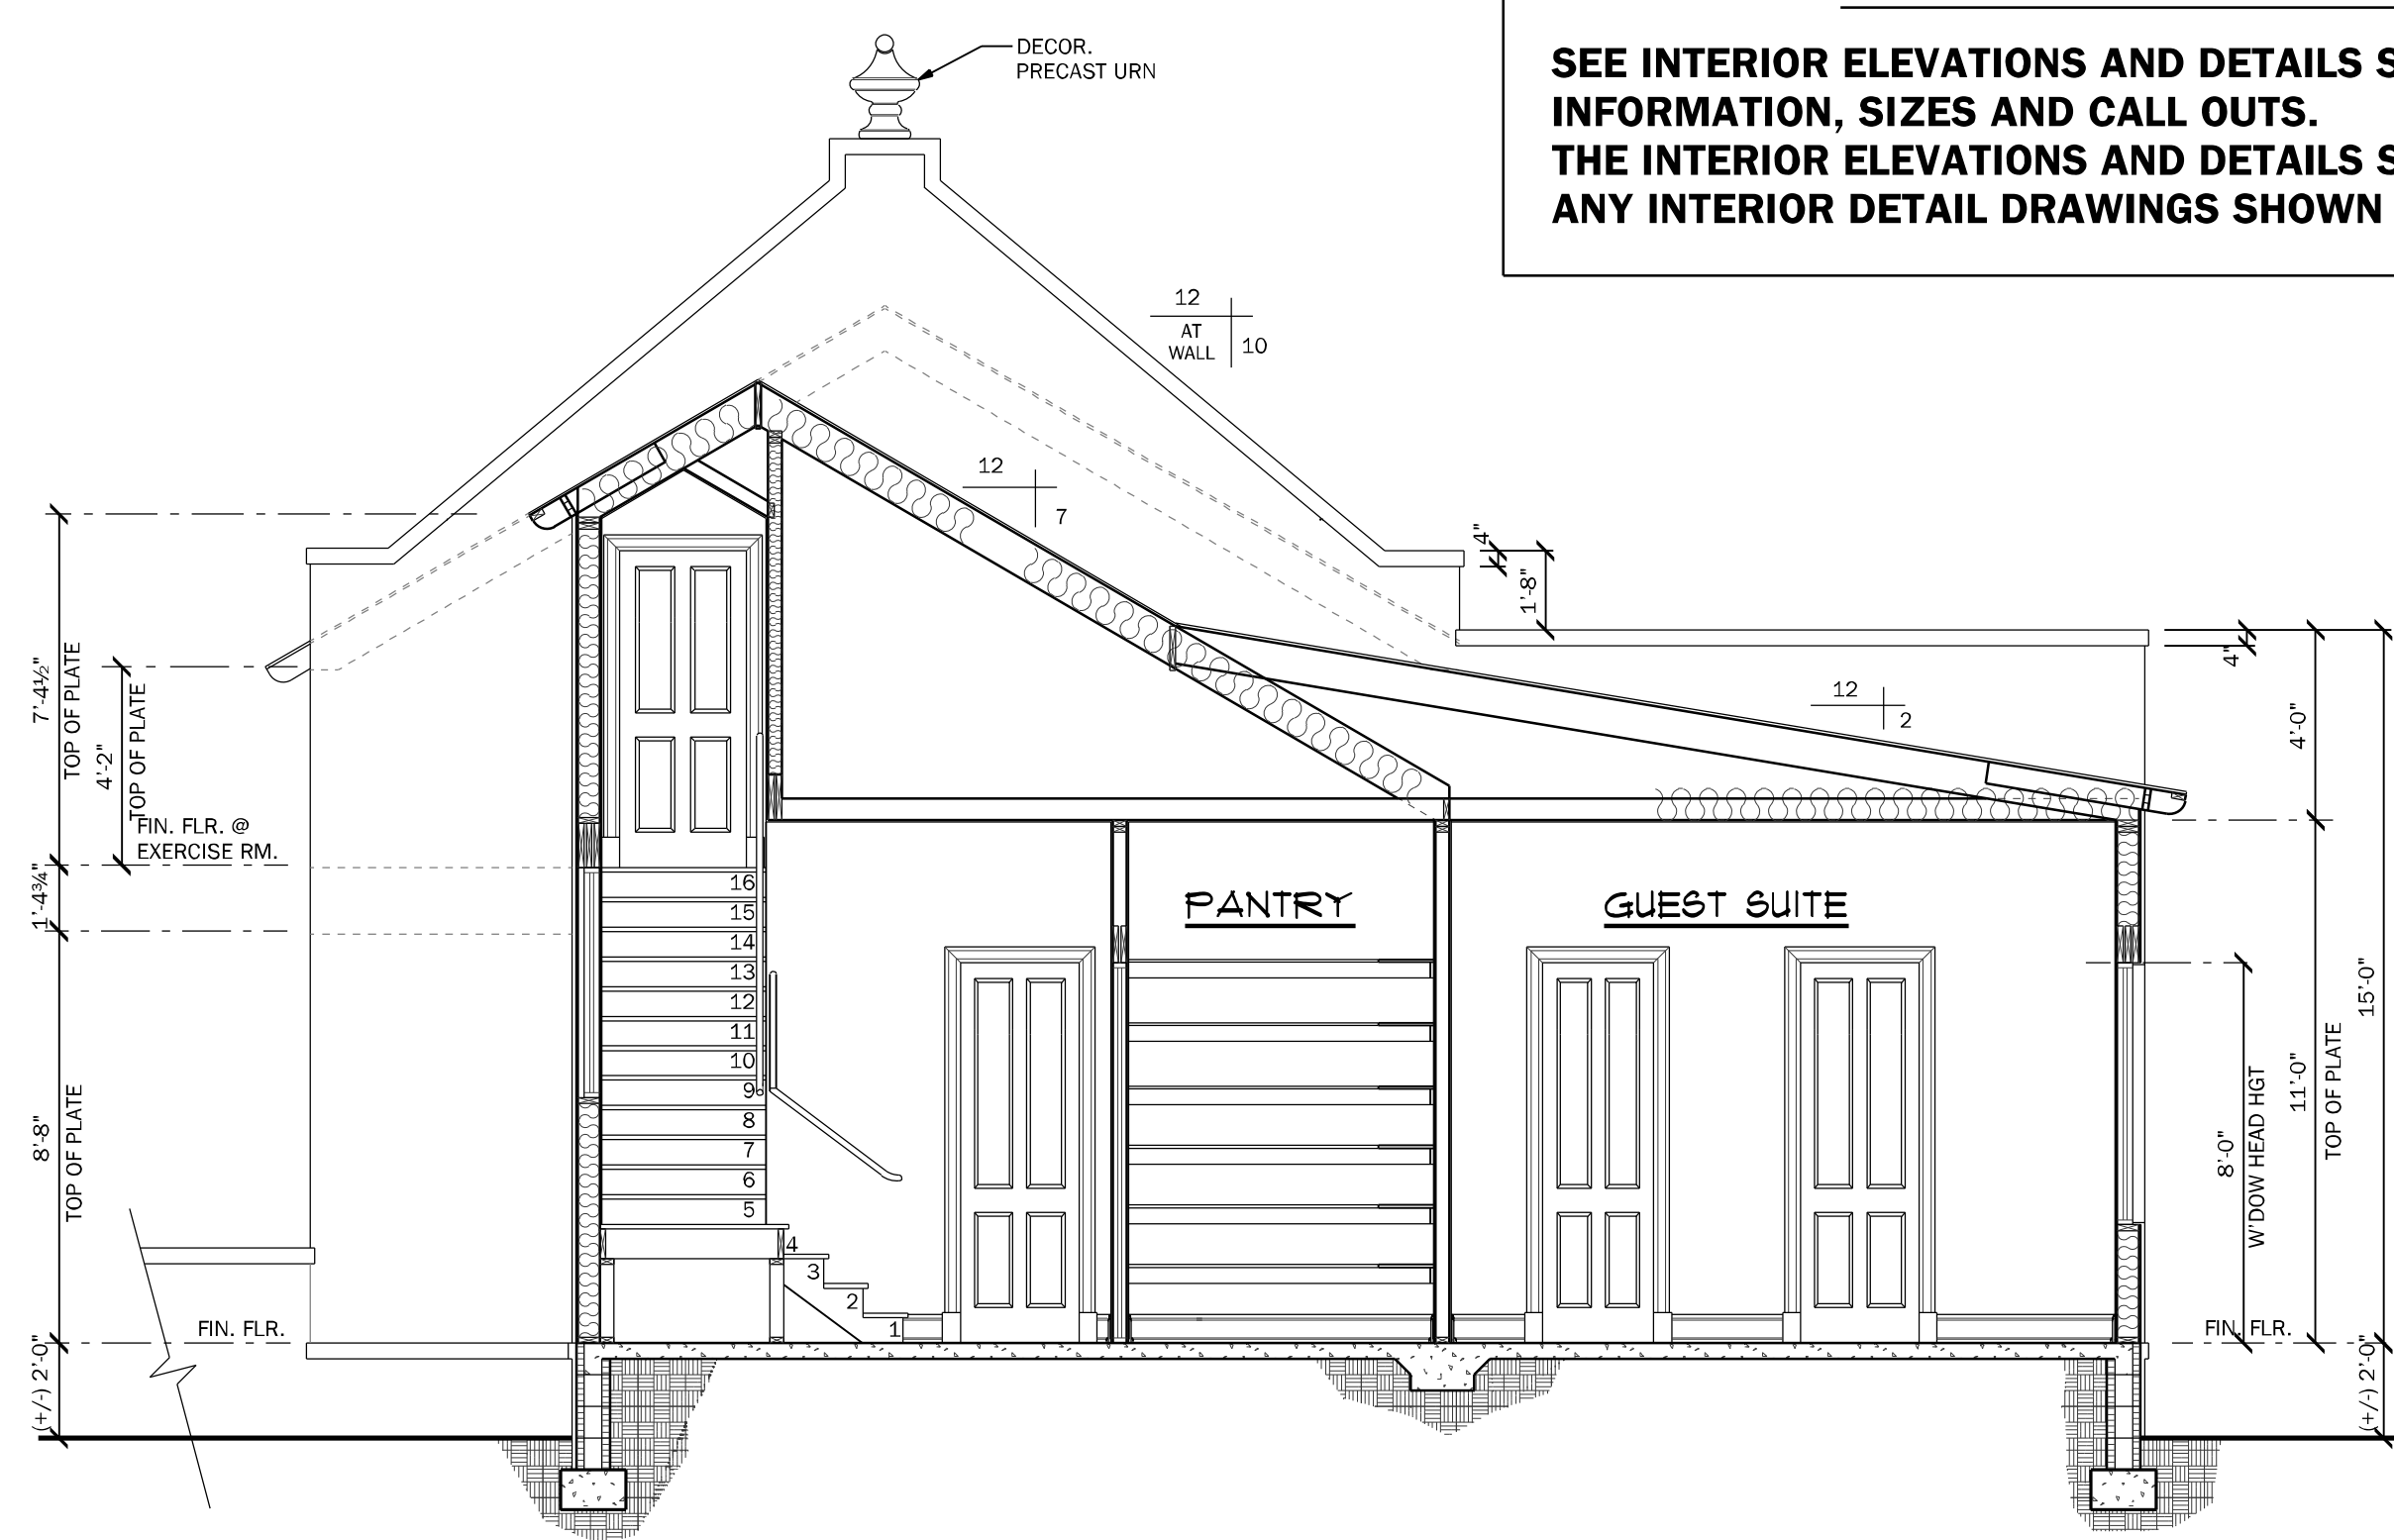 DECOR.
PRECAST URN
SEE INTERIOR ELEVATIONS AND DETAILS S
INFORMATION, SIZES AND CALL OUTS.
THE INTERIOR ELEVATIONS AND DETAILS S
ANY INTERIOR DETAIL DRAWINGS SHOWN
12
AT
WALL
10
12
7
4"
1'-8"
12
2
4"
4'-0"
15'-0"
11'-0"
TOP OF PLATE
8'-0"
W'DOW HEAD HGT
FIN. FLR.
(+/-) 2'-0"
7'-4½"
TOP OF PLATE
4'-2"
TOP OF PLATE
FIN. FLR. @
EXERCISE RM.
1'-4¾"
8'-8"
TOP OF PLATE
FIN. FLR.
(+/-) 2'-0"
PANTRY
GUEST SUITE
16
15
14
13
12
11
10
9
8
7
6
5
4
3
2
1